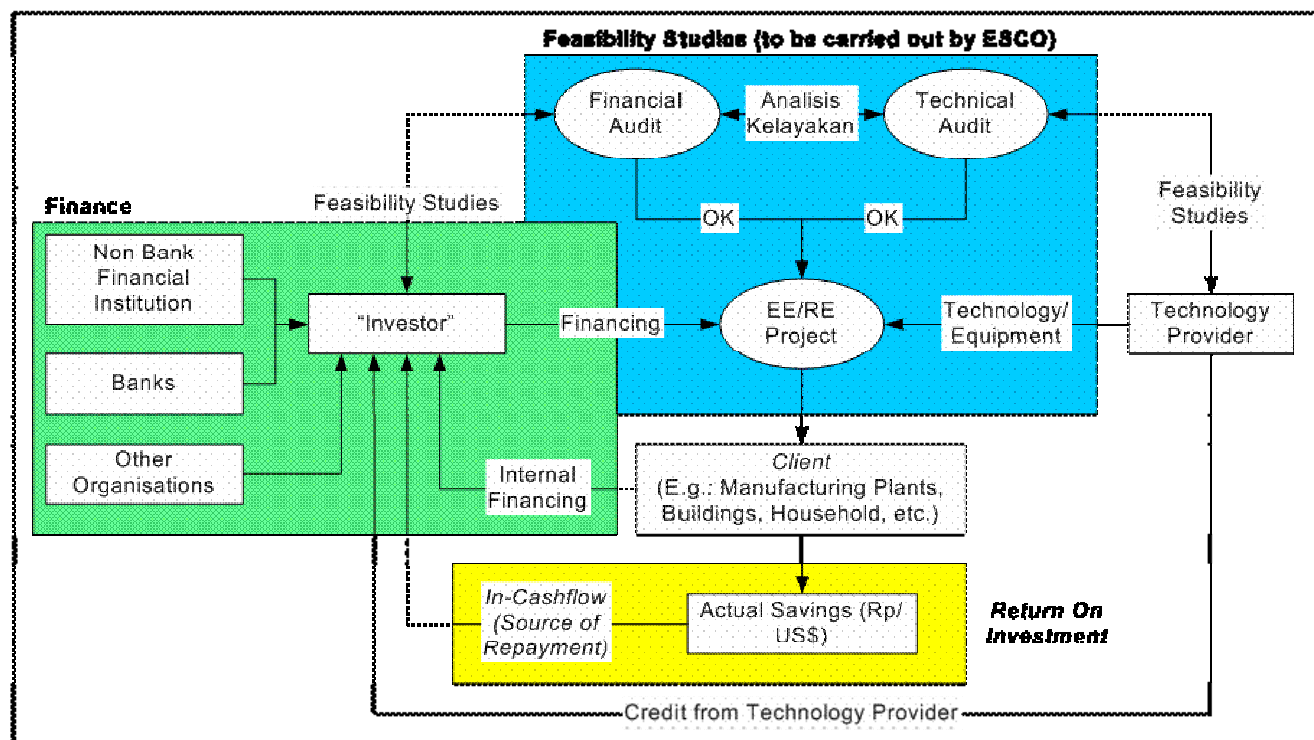 Feasibility Studies (to be carried out by ESCO)
Financial
Audit
Analisis
Kelayakan
Technical
Audit
Feasibility Studies
Feasibility
Studies
Finance
OK
OK
Non Bank
Financial
Institution
"Investor"
Financing
EE/RE
Project
Technology/
Equipment
Technology
Provider
Banks
Other
Organisations
Internal
Financing
Client
(E.g.: Manufacturing Plants,
Buildings, Household, etc.)
In-Cashflow
(Source of
Repayment)
Actual Savings (Rp/
US$)
Return On
Investment
Credit from Technology Provider